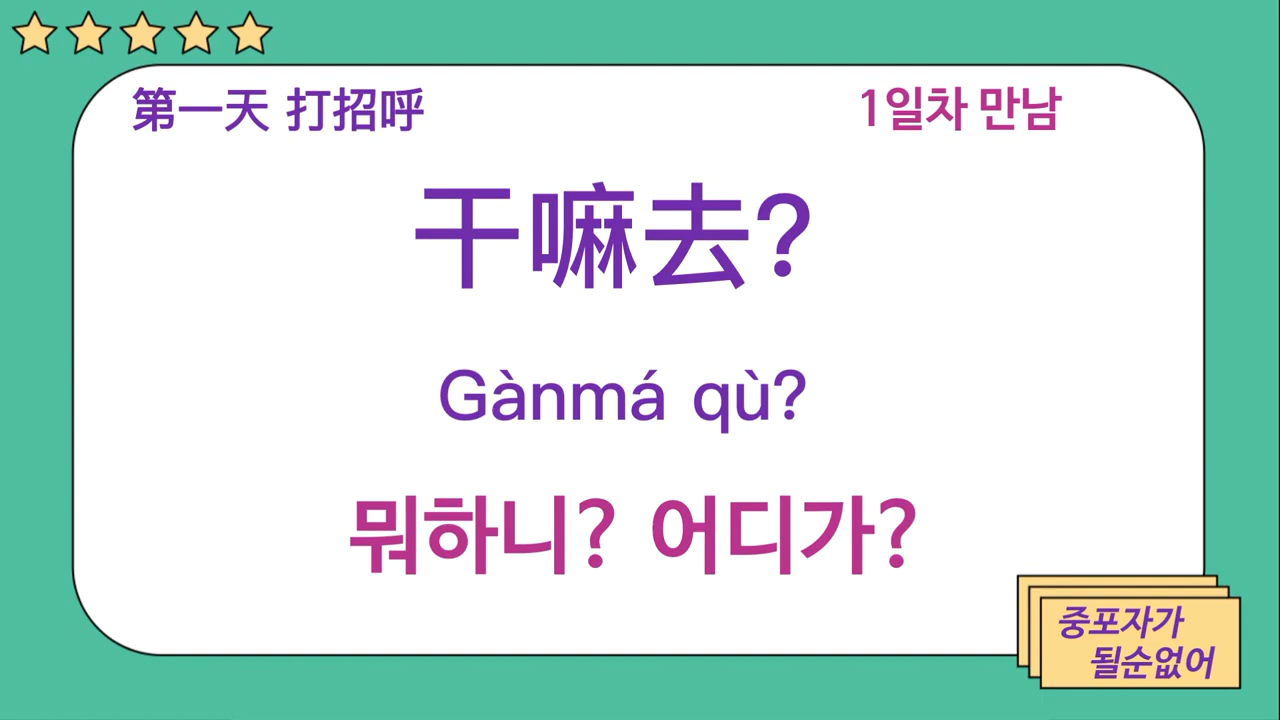 第一天 打招呼
1일차 만남
干嘛去?
Gànmá qù?
뭐하니? 어디가?
중포자가
될순없어